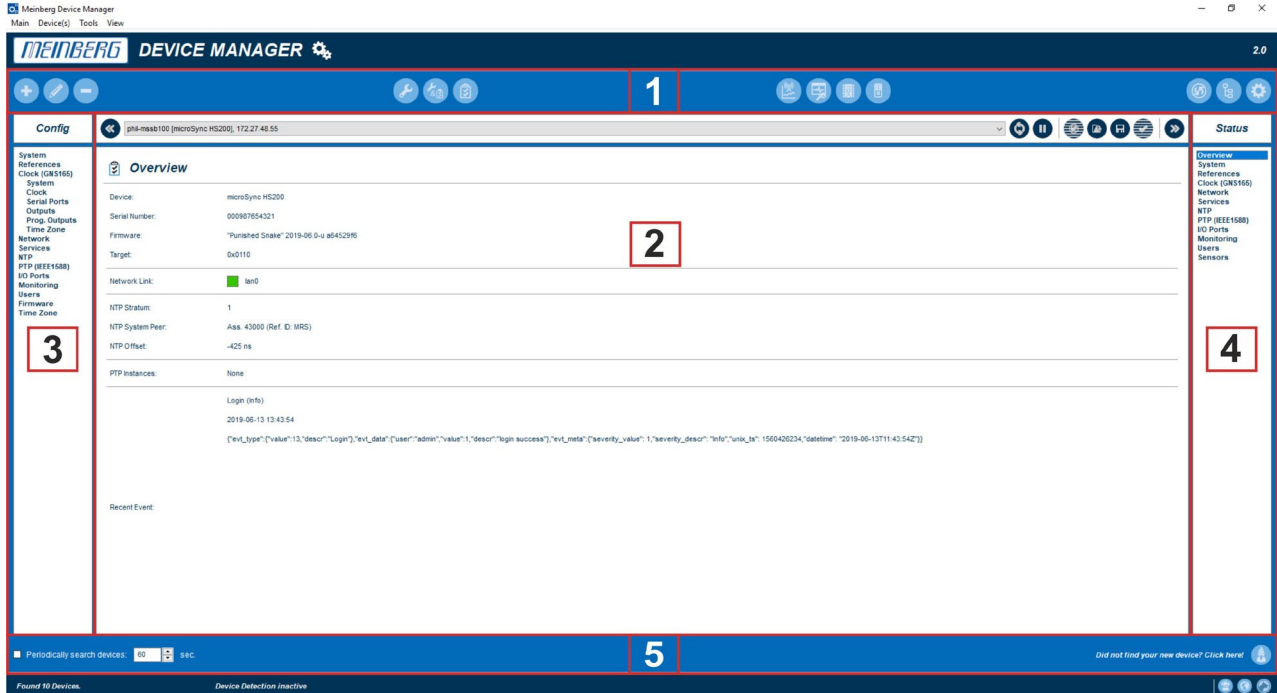 Meinberg Device Manager
Main Device(s) Tools View
MEINBERG DEVICE MANAGER 2.0
1
Config
phil-mssb100 [microSync HS200], 172.27.48.55
Status
System
References
Clock (GNS165)
System
Clock
Serial Ports
Outputs
Prog. Outputs
Time Zone
Network
Services
NTP
PTP (IEEE1588)
I/O Ports
Monitoring
Users
Firmware
Time Zone
3
Overview
Device: microSync HS200
Serial Number: 000987654321
Firmware: "Punished Snake" 2019-06.0-u a64529f6
Target: 0x0110
2
Network Link: lan0
NTP Stratum: 1
NTP System Peer: Ass. 43000 (Ref. ID: MRS)
NTP Offset: -425 ns
PTP Instances: None
Login (Info)
2019-06-13 13:43:54
{"evt_type":{"value":13,"descr":"Login"},"evt_data":{"user":"admin","value":1,"descr":"login success"},"evt_meta":{"severity_value": 1,"severity_descr": "Info","unix_ts": 1560426234,"datetime": "2019-06-13T11:43:54Z"}}
Recent Event:
Overview
System
References
Clock (GNS165)
Network
Services
NTP
PTP (IEEE1588)
I/O Ports
Monitoring
Users
Sensors
4
Periodically search devices: 60 sec.
5
Did not find your new device? Click here!
Found 10 Devices. Device Detection inactive